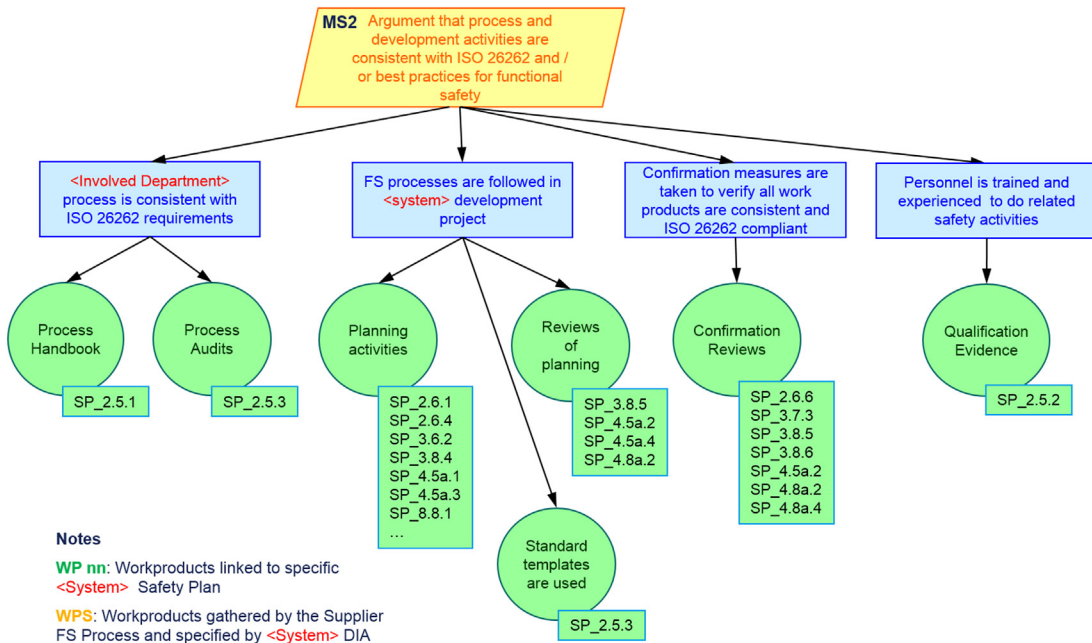 MS2 Argument that process and
development activities are
consistent with ISO 26262 and /
or best practices for functional
safety
<Involved Department>
process is consistent with
ISO 26262 requirements
FS processes are followed in
<system> development
project
Confirmation measures are
taken to verify all work
products are consistent and
ISO 26262 compliant
Personnel is trained and
experienced to do related
safety activities
Process
Handbook
SP_2.5.1
Process
Audits
SP_2.5.3
Planning
activities
SP_2.6.1
SP_2.6.4
SP_3.6.2
SP_3.8.4
SP_4.5a.1
SP_4.5a.3
SP_8.8.1
...
Reviews
of
planning
SP_3.8.5
SP_4.5a.2
SP_4.5a.4
SP_4.8a.2
Confirmation
Reviews
SP_2.6.6
SP_3.7.3
SP_3.8.5
SP_3.8.6
SP_4.5a.2
SP_4.8a.2
SP_4.8a.4
Qualification
Evidence
SP_2.5.2
Standard
templates
are used
SP_2.5.3
Notes
WP nn: Workproducts linked to specific
<System> Safety Plan
WPS: Workproducts gathered by the Supplier
FS Process and specified by <System> DIA